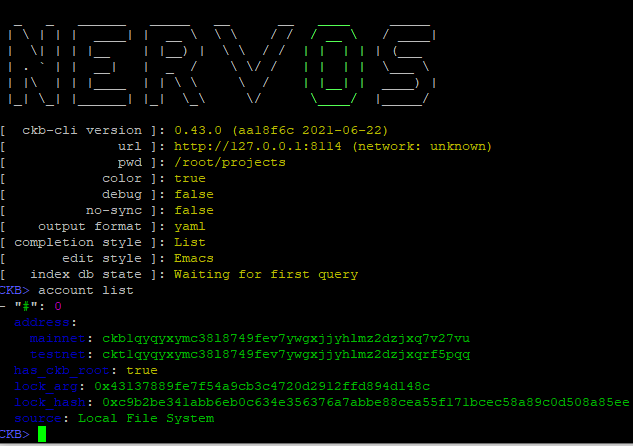 NERVOS
[ ckb-cli version ]: 0.43.0 (aa18f6c 2021-06-22)
[ url ]: http://127.0.0.1:8114 (network: unknown)
[ pwd ]: /root/projects
[ color ]: true
[ debug ]: false
[ no-sync ]: false
[ output format ]: yaml
[ completion style ]: List
[ edit style ]: Emacs
[ index db state ]: Waiting for first query
CKB> account list
- "#": 0
address:
mainnet: ckb1qyqyxymc38l8749fev7ywgxjjyhlmz2dzjxq7v27vu
testnet: ckt1qyqyxymc38l8749fev7ywgxjjyhlmz2dzjxqrf5pqq
has_ckb_root: true
lock_arg: 0x43137889fe7f54a9cb3c4720d2912ffd894d148c
lock_hash: 0xc9b2be341abb6eb0c634e356376a7abbe88cea55f171bcec58a89c0d508a85ee
source: Local File System
CKB>